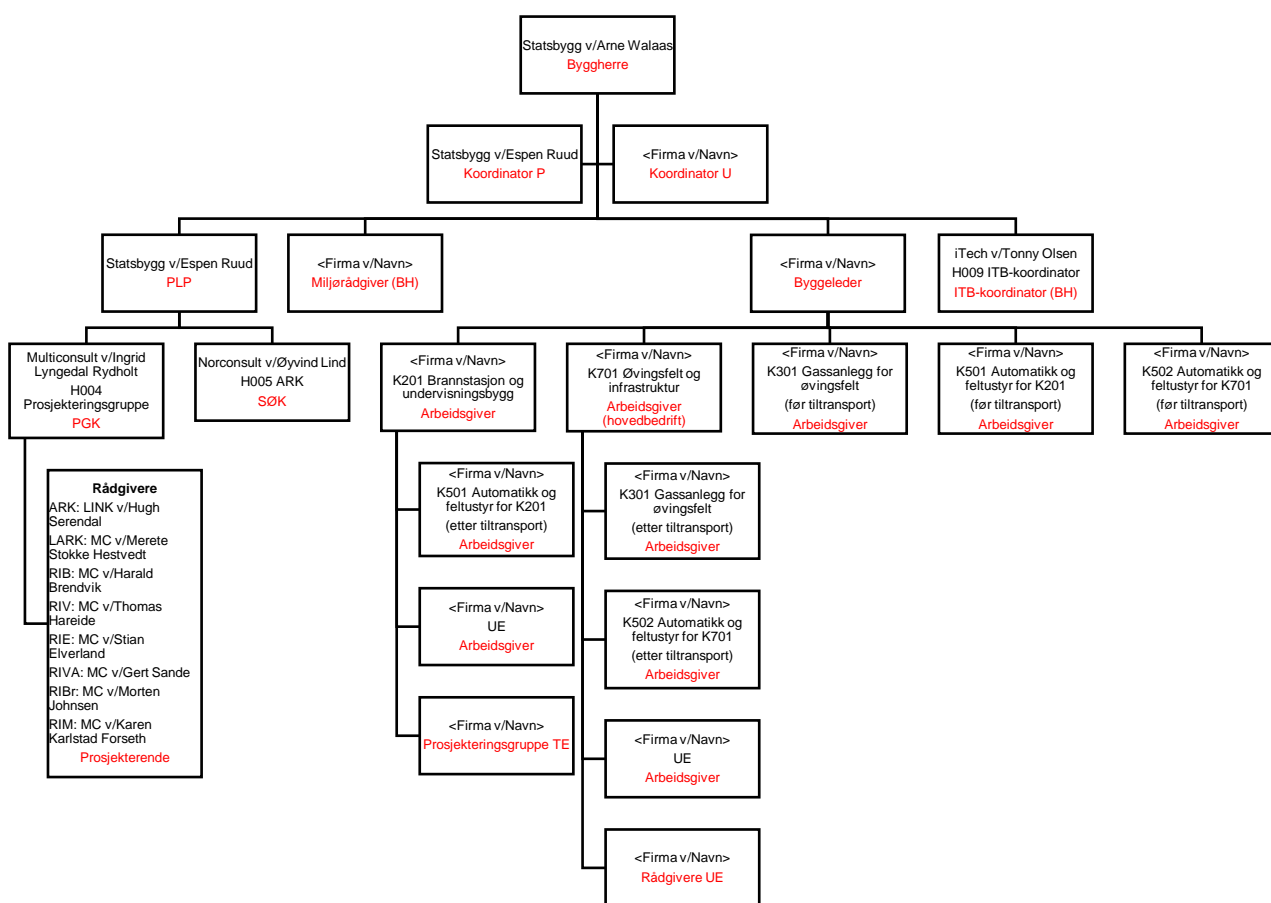 Statsbygg v/Arne Walaas
Byggherre
Statsbygg v/Espen Ruud
Koordinator P
<Firma v/Navn>
Koordinator U
Statsbygg v/Espen Ruud
PLP
<Firma v/Navn>
Miljørådgiver (BH)
<Firma v/Navn>
Byggeleder
iTech v/Tonny Olsen
H009 ITB-koordinator
ITB-koordinator (BH)
Multiconsult v/Ingrid
Lyngedal Rydholt
H004
Prosjekteringsgruppe
PGK
Norconsult v/Øyvind Lind
H005 ARK
SØK
<Firma v/Navn>
K201 Brannstasjon og
undervisningsbygg
Arbeidsgiver
<Firma v/Navn>
K701 Øvingsfelt og
infrastruktur
Arbeidsgiver
(hovedbedrift)
<Firma v/Navn>
K301 Gassanlegg for
øvingsfelt
(før tiltransport)
Arbeidsgiver
<Firma v/Navn>
K501 Automatikk og
feltustyr for K201
(før tiltransport)
Arbeidsgiver
<Firma v/Navn>
K502 Automatikk og
feltustyr for K701
(før tiltransport)
Arbeidsgiver
Rådgivere
ARK: LINK v/Hugh
Serendal
LARK: MC v/Merete
Stokke Hestvedt
RIB: MC v/Harald
Brendvik
RIV: MC v/Thomas
Hareide
RIE: MC v/Stian
Elverland
RIVA: MC v/Gert Sande
RIBr: MC v/Morten
Johnsen
RIM: MC v/Karen
Karlstad Forseth
Prosjekterende
<Firma v/Navn>
K501 Automatikk og
feltustyr for K201
(etter tiltransport)
Arbeidsgiver
<Firma v/Navn>
UE
Arbeidsgiver
<Firma v/Navn>
Prosjekteringsgruppe TE
<Firma v/Navn>
K301 Gassanlegg for
øvingsfelt
(etter tiltransport)
Arbeidsgiver
<Firma v/Navn>
K502 Automatikk og
feltustyr for K701
(etter tiltransport)
Arbeidsgiver
<Firma v/Navn>
UE
Arbeidsgiver
<Firma v/Navn>
Rådgivere UE